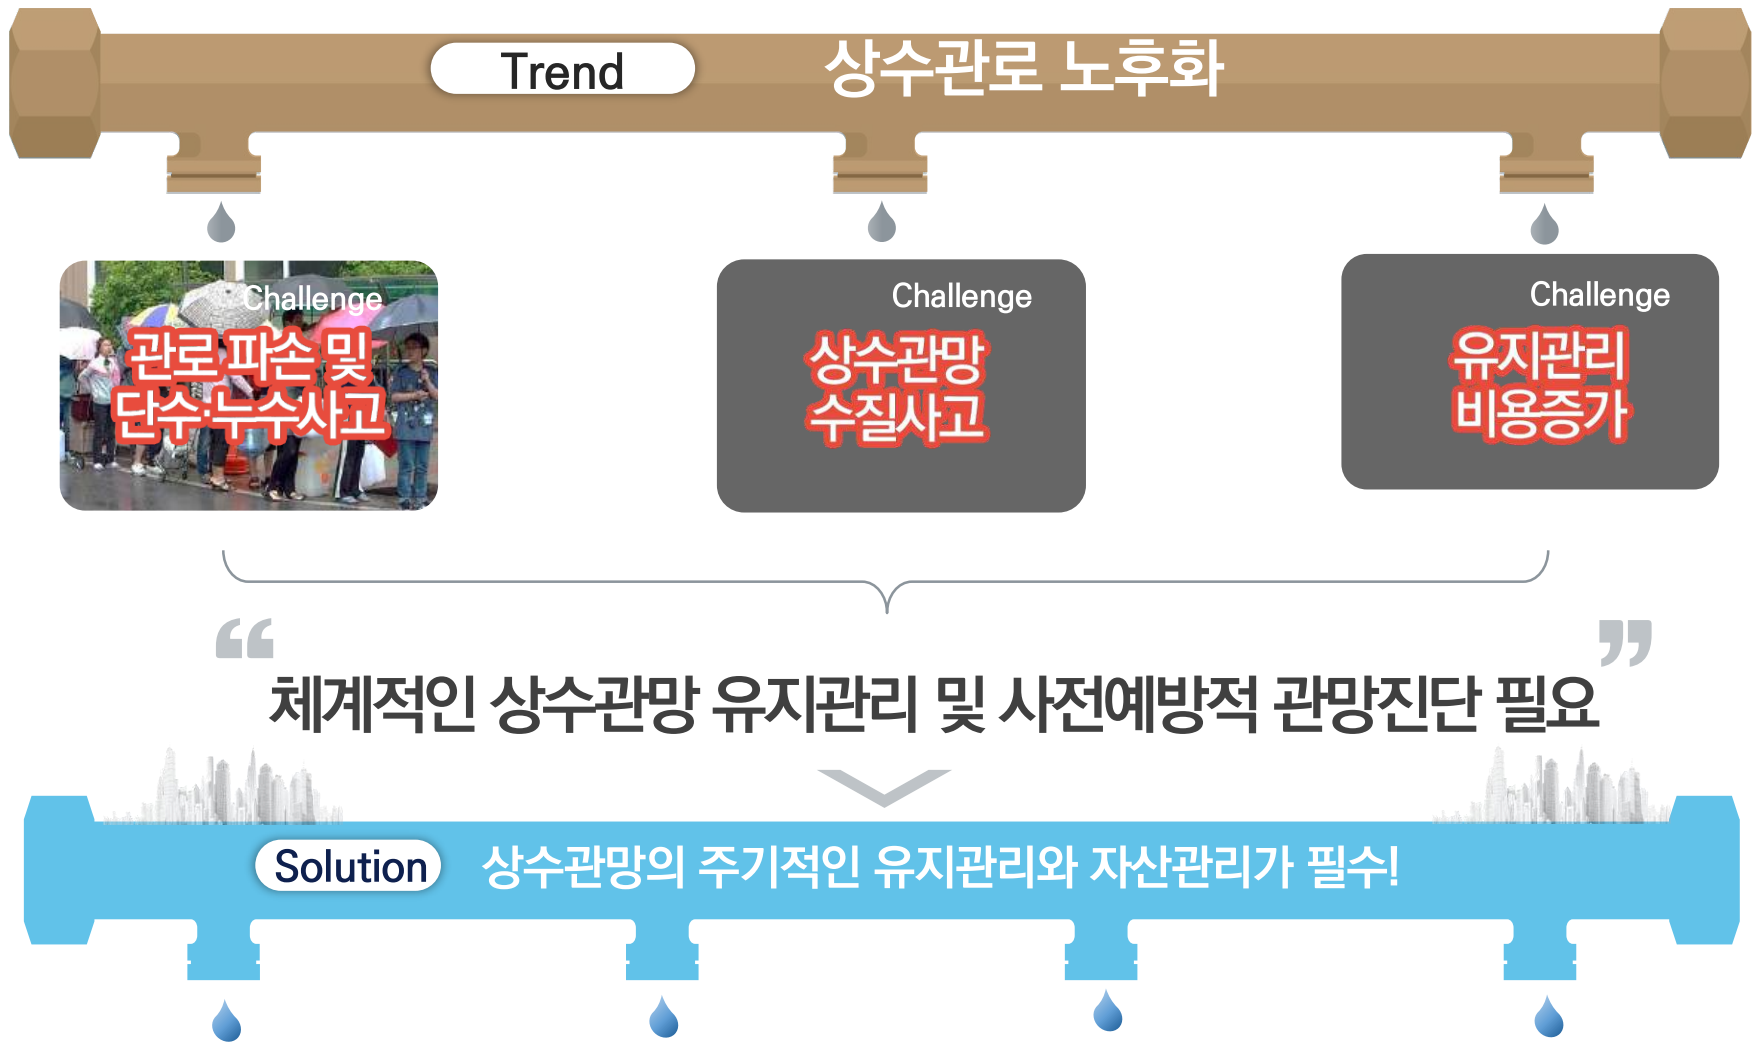 Trend 상수관로 노후화
Challenge
관로 파손 및
단수·누수사고
Challenge
상수관망
수질사고
Challenge
유지관리
비용증가
“체계적인 상수관망 유지관리 및 사전예방적 관망진단 필요”
Solution 상수관망의 주기적인 유지관리와 자산관리가 필수!